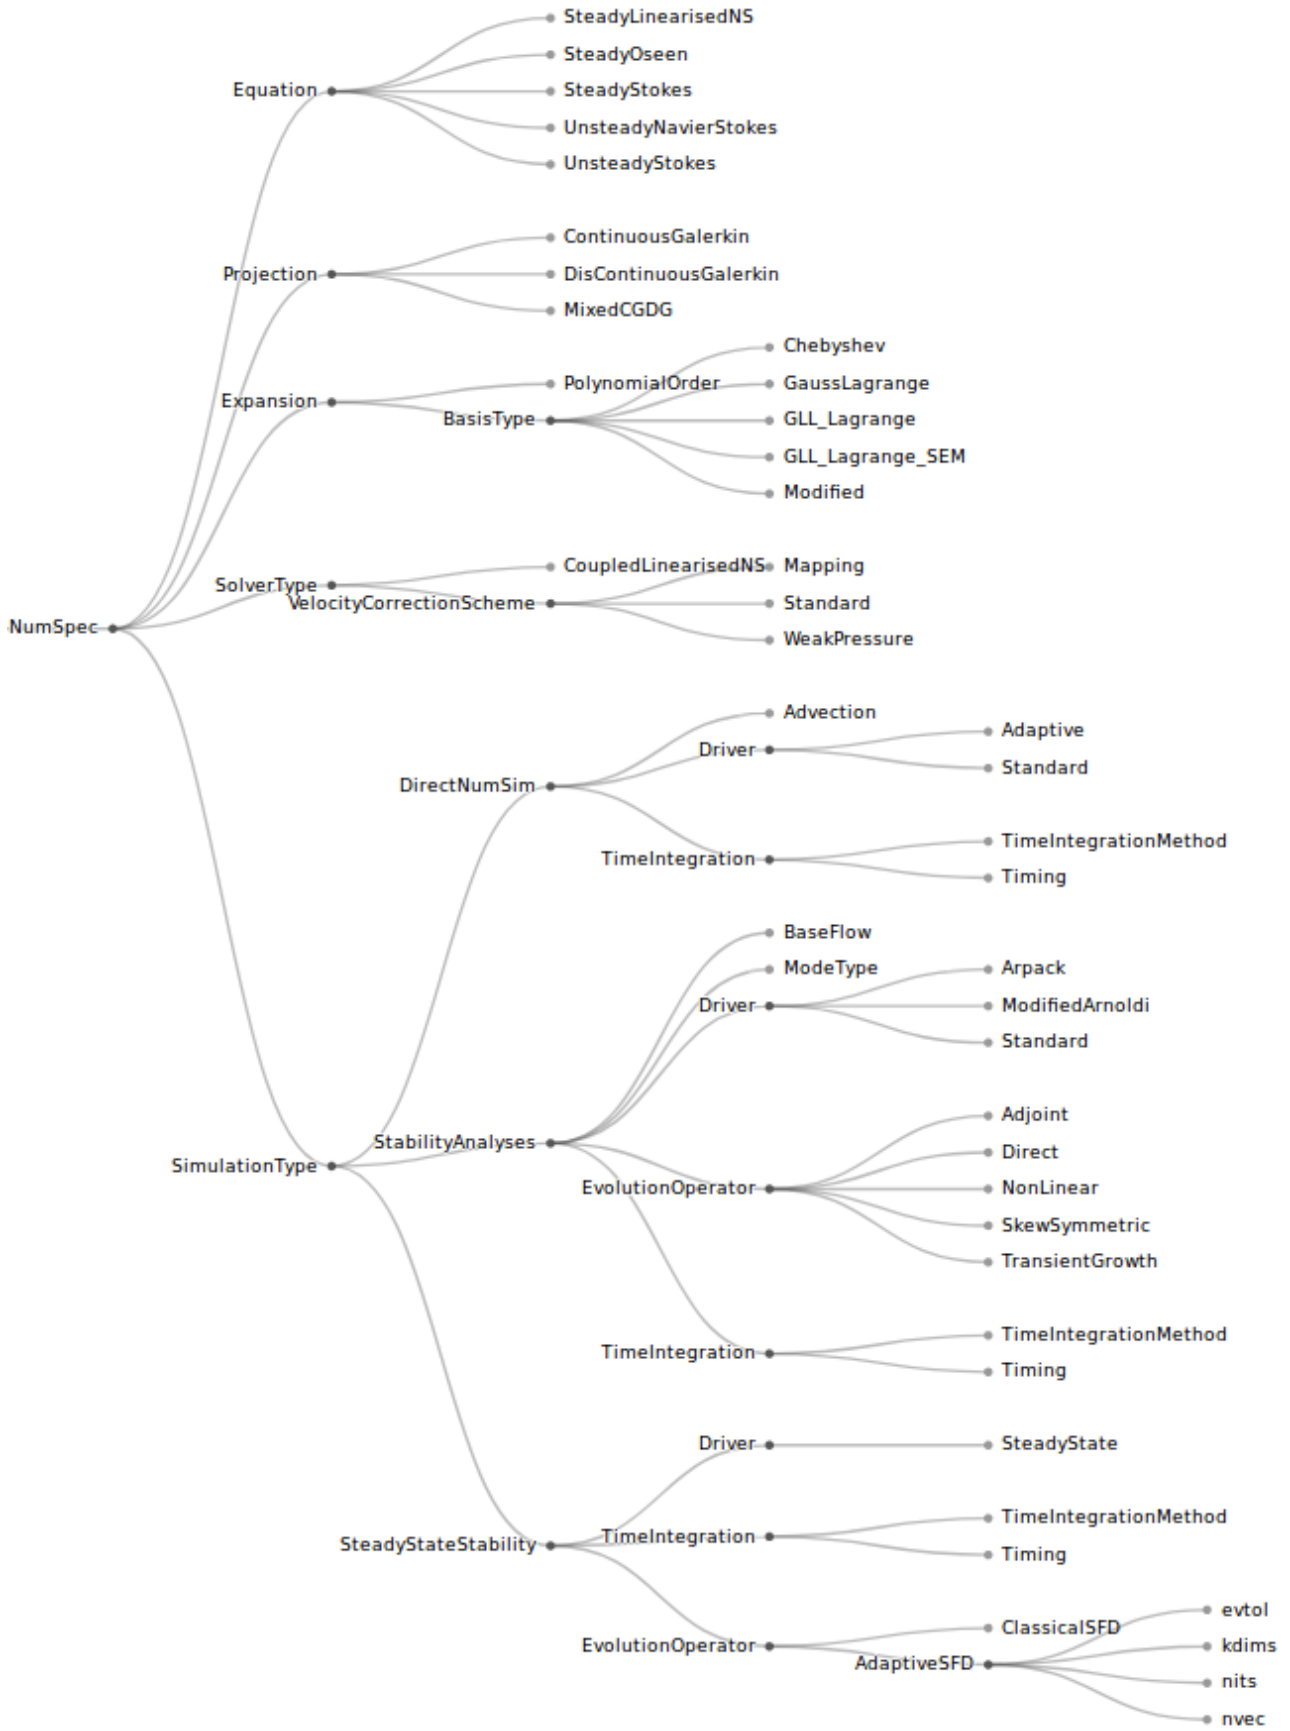 SteadyLinearisedNS
SteadyOseen
Equation
SteadyStokes
UnsteadyNavierStokes
UnsteadyStokes
ContinuousGalerkin
Projection
DisContinuousGalerkin
MixedCGDG
Chebyshev
PolynomialOrder
GaussLagrange
Expansion
BasisType
GLL_Lagrange
GLL_Lagrange_SEM
Modified
CoupledLinearisedNS
Mapping
SolverType
VelocityCorrectionScheme
Standard
NumSpec
WeakPressure
Advection
Adaptive
Driver
Standard
DirectNumSim
TimeIntegrationMethod
TimeIntegration
Timing
BaseFlow
ModeType
Arpack
Driver
ModifiedArnoldi
Standard
Adjoint
StabilityAnalyses
Direct
SimulationType
EvolutionOperator
NonLinear
SkewSymmetric
TransientGrowth
TimeIntegrationMethod
TimeIntegration
Timing
Driver
SteadyState
TimeIntegrationMethod
TimeIntegration
SteadyStateStability
Timing
evtol
ClassicalSFD
EvolutionOperator
kdims
AdaptiveSFD
nits
nvec